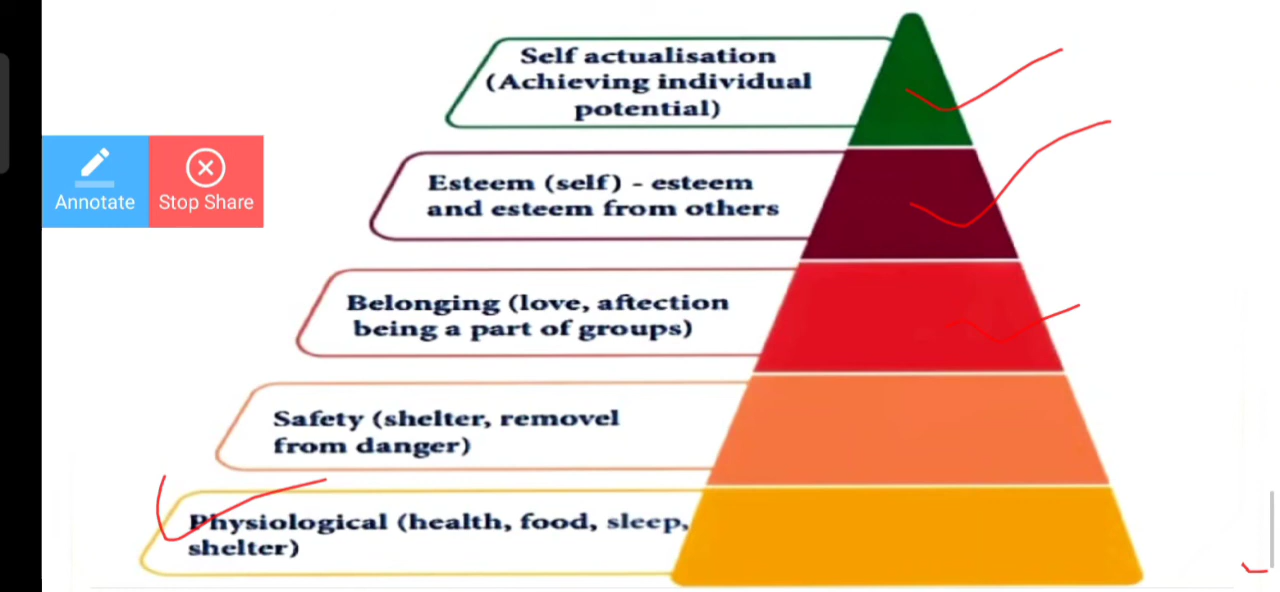 Self actualisation
(Achieving individual
potential)
Annotate
Stop Share
Esteem (self) - esteem
and esteem from others
Belonging (love, aftection
being a part of groups)
Safety (shelter, removel
from danger)
Physiological (health, food, sleep,
shelter)